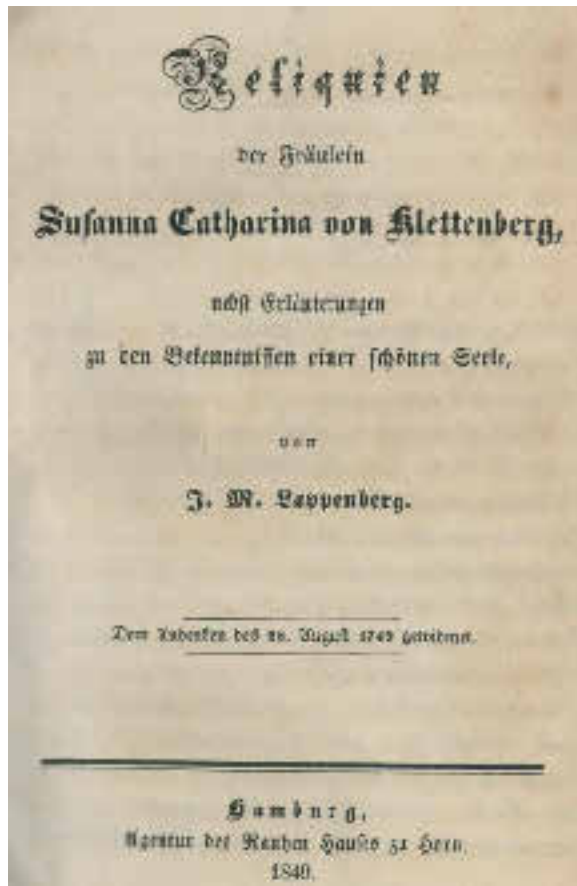 Reliquien
der Fräulein
Susanna Catharina von Klettenberg,
nebst Erläuterungen
zu den Bekenntnissen einer schönen Seele,
von
J. M. Lappenberg.
Dem Andenken des 28. August 1749 gewidmet.
Hamburg,
Agentur des Rauhen Hauses zu Horn.
1849.